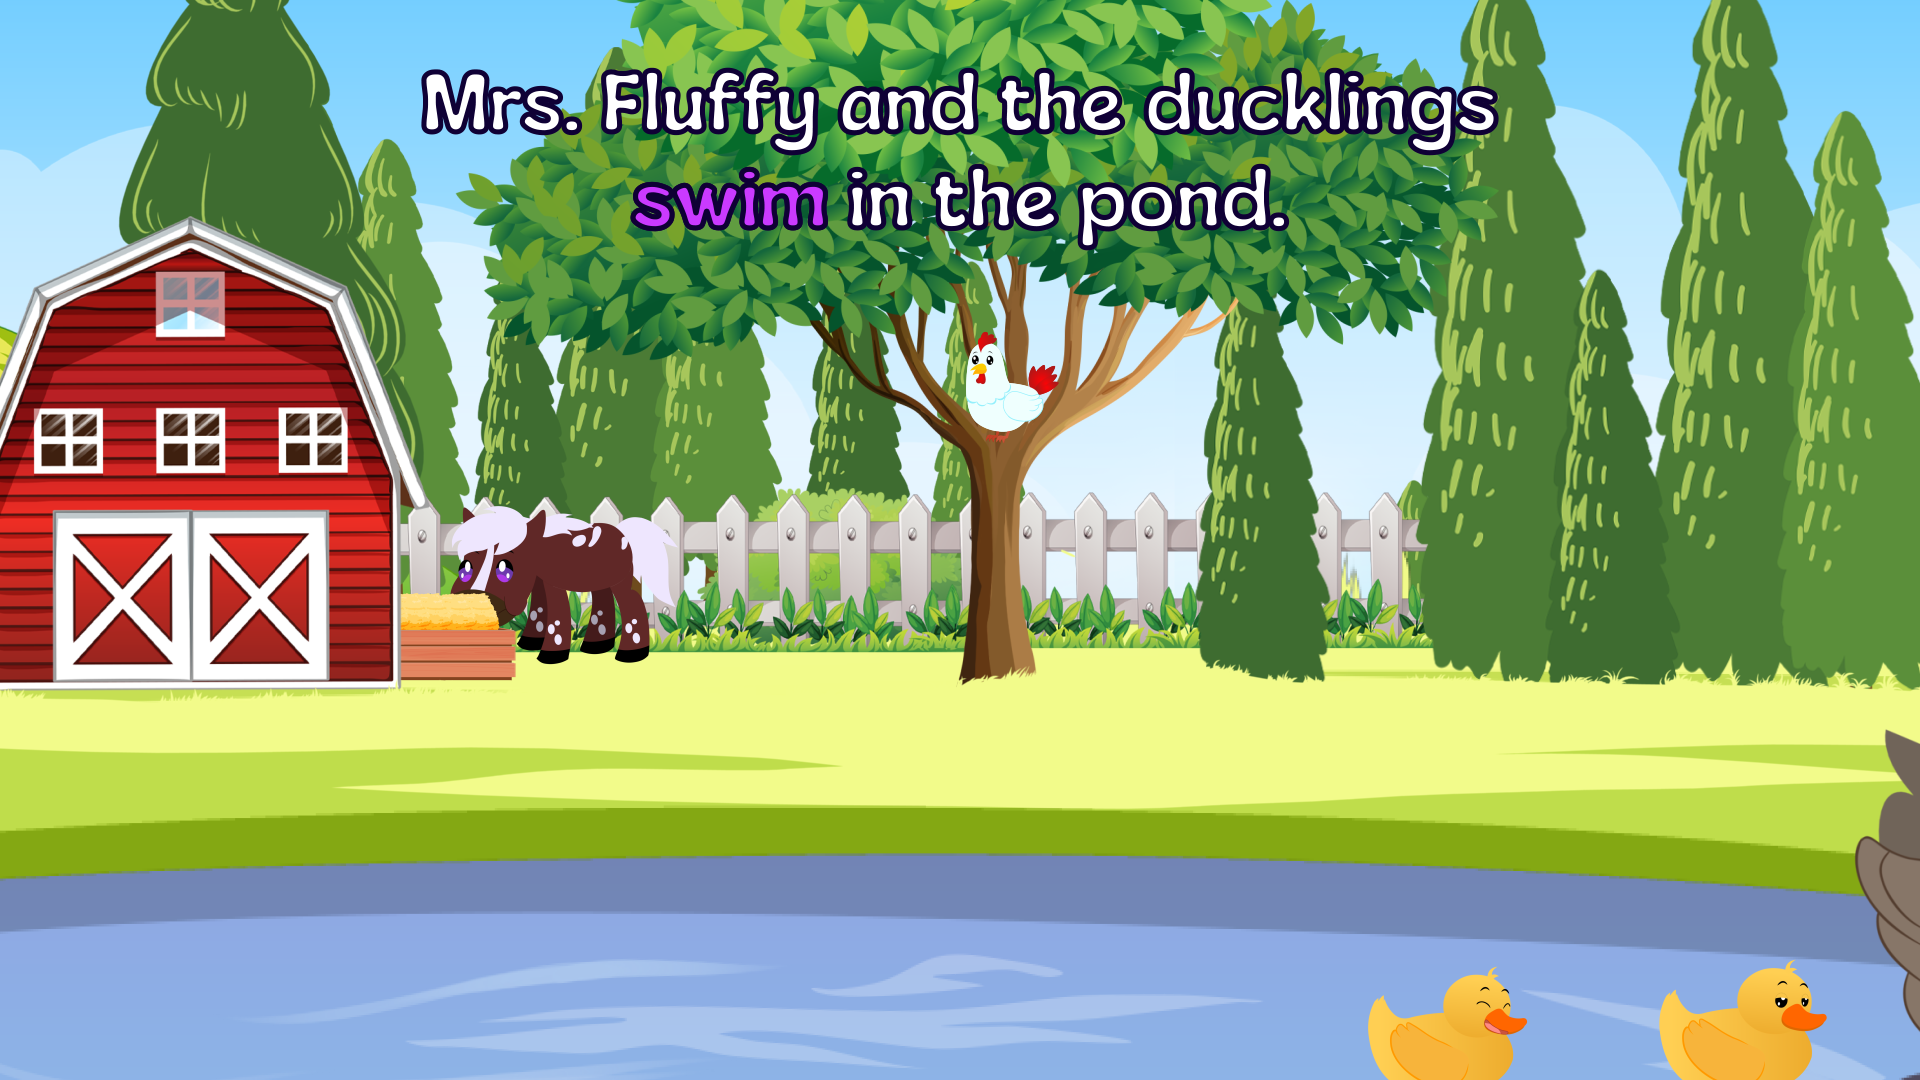 Mrs. Fluffy and the ducklings
swim in the pond.